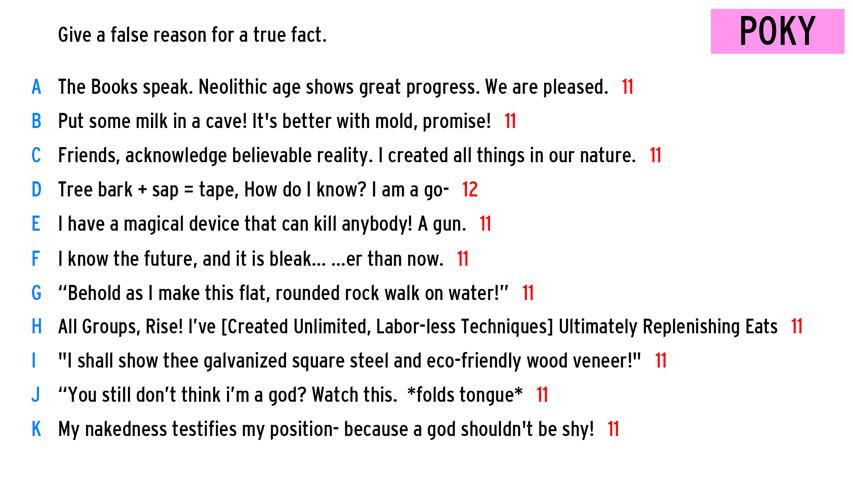 Give a false reason for a true fact.
POKY
A The Books speak. Neolithic age shows great progress. We are pleased. 11
B Put some milk in a cave! It's better with mold, promise! 11
C Friends, acknowledge believable reality. I created all things in our nature. 11
D Tree bark + sap = tape, How do I know? I am a go- 12
E I have a magical device that can kill anybody! A gun. 11
F I know the future, and it is bleak... ...er than now. 11
G “Behold as I make this flat, rounded rock walk on water!” 11
H All Groups, Rise! I’ve [Created Unlimited, Labor-less Techniques] Ultimately Replenishing Eats 11
I "I shall show thee galvanized square steel and eco-friendly wood veneer!" 11
J “You still don’t think i’m a god? Watch this. *folds tongue* 11
K My nakedness testifies my position- because a god shouldn't be shy! 11